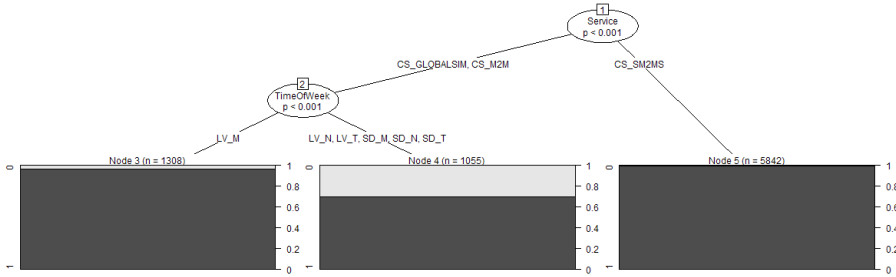 1
Service
p < 0.001
CS_GLOBALSIM, CS_M2M
CS_SM2MS
2
TimeOfWeek
p < 0.001
LV_M
LV_N, LV_T, SD_M, SD_N, SD_T
Node 3 (n = 1308)
0
1
1
0.8
0.6
0.4
0.2
0
Node 4 (n = 1055)
0
1
1
0.8
0.6
0.4
0.2
0
Node 5 (n = 5842)
0
1
1
0.8
0.6
0.4
0.2
0